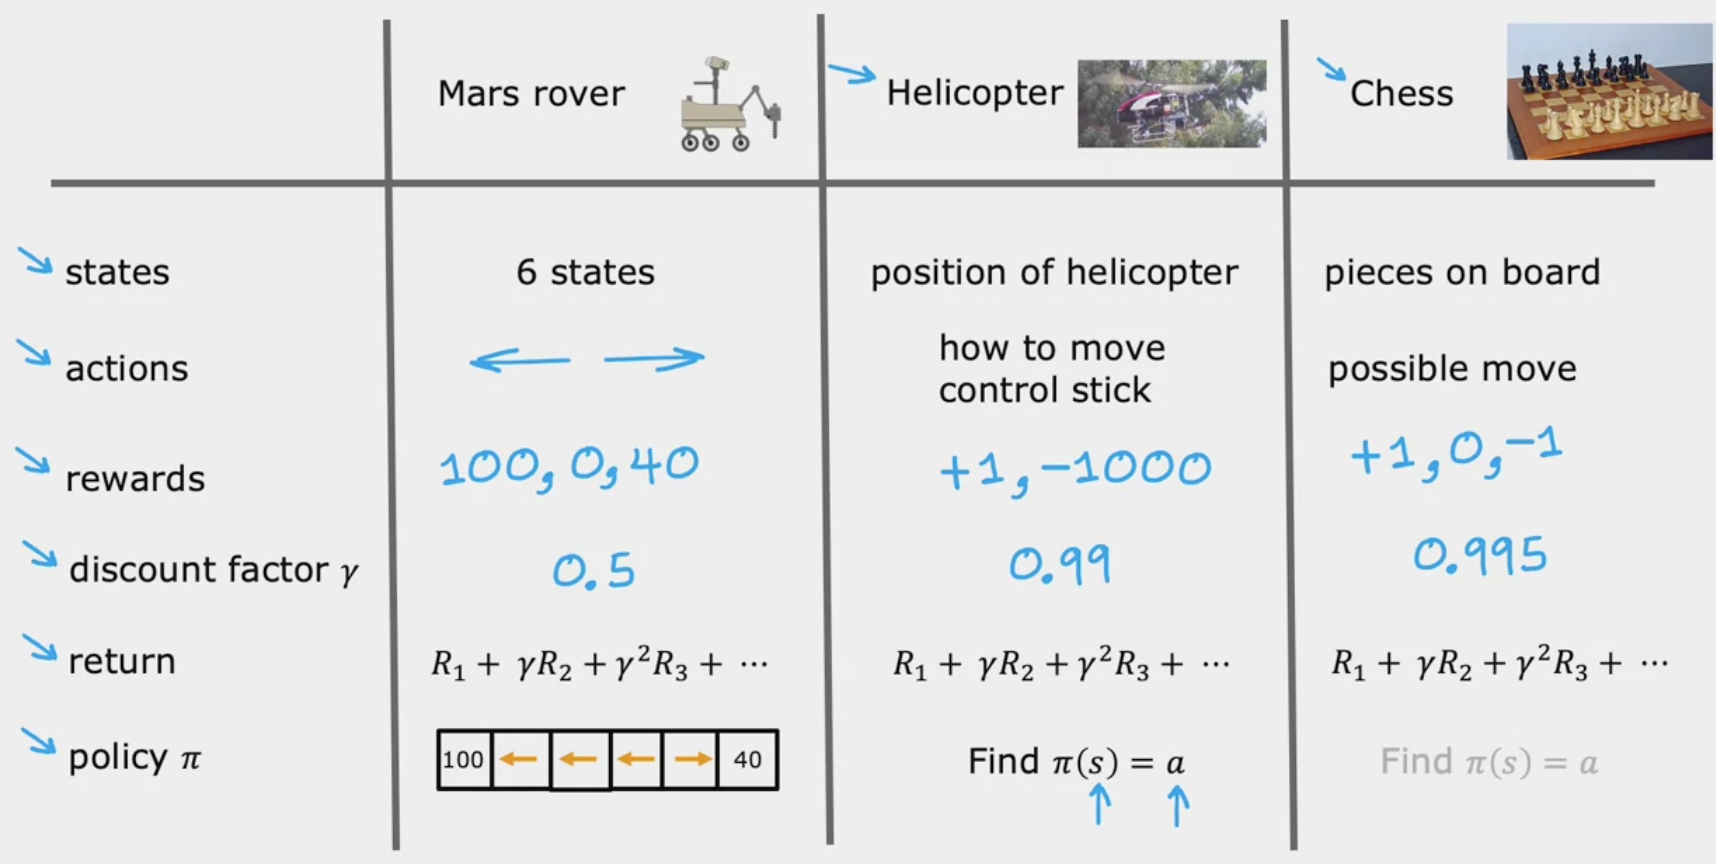 Mars rover
Helicopter
Chess
states
6 states
position of helicopter
pieces on board
actions
how to move
control stick
possible move
rewards
100, 0, 40
+1, -1000
+1, 0, -1
discount factor γ
0.5
0.99
0.995
return
R₁ + γR₂ + γ²R₃ + ⋯
R₁ + γR₂ + γ²R₃ + ⋯
R₁ + γR₂ + γ²R₃ + ⋯
policy π
100 ← ← ← → 40
Find π(s) = a
Find π(s) = a